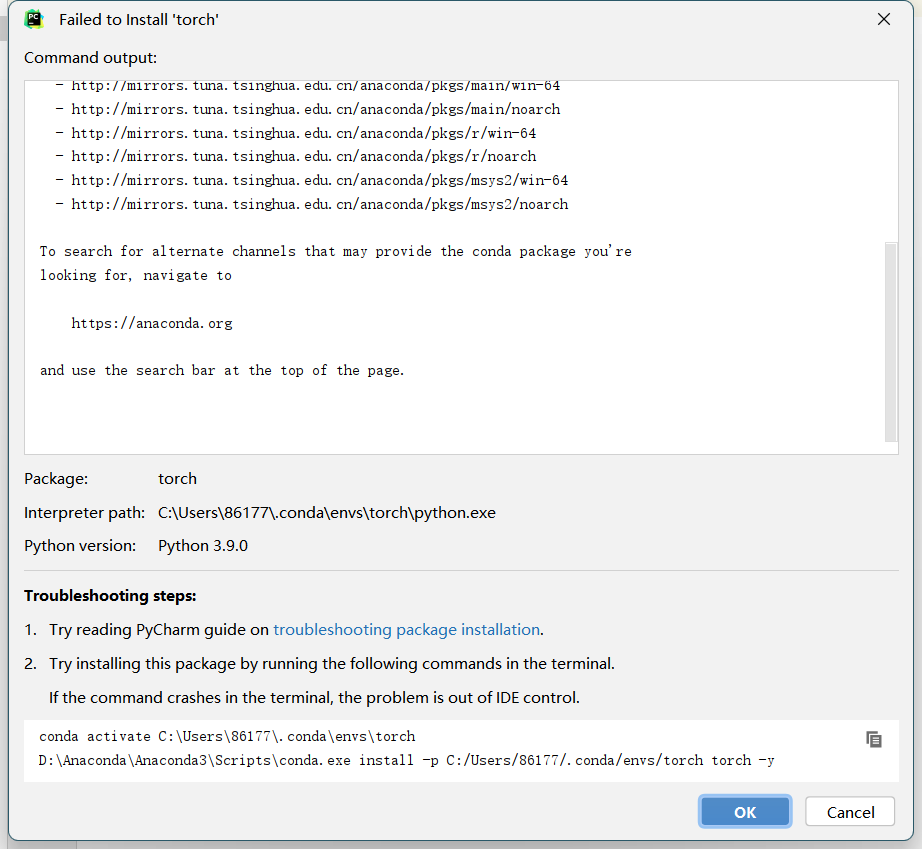 PC
Failed to Install 'torch'
Command output:
- http://mirrors.tuna.tsinghua.edu.cn/anaconda/pkgs/main/win-64
- http://mirrors.tuna.tsinghua.edu.cn/anaconda/pkgs/main/noarch
- http://mirrors.tuna.tsinghua.edu.cn/anaconda/pkgs/r/win-64
- http://mirrors.tuna.tsinghua.edu.cn/anaconda/pkgs/r/noarch
- http://mirrors.tuna.tsinghua.edu.cn/anaconda/pkgs/msys2/win-64
- http://mirrors.tuna.tsinghua.edu.cn/anaconda/pkgs/msys2/noarch
To search for alternate channels that may provide the conda package you're
looking for, navigate to
https://anaconda.org
and use the search bar at the top of the page.
Package: torch
Interpreter path: C:\Users\86177\.conda\envs\torch\python.exe
Python version: Python 3.9.0
Troubleshooting steps:
1. Try reading PyCharm guide on troubleshooting package installation.
2. Try installing this package by running the following commands in the terminal.
If the command crashes in the terminal, the problem is out of IDE control.
conda activate C:\Users\86177\.conda\envs\torch
D:\Anaconda\Anaconda3\Scripts\conda.exe install -p C:/Users/86177/.conda/envs/torch torch -y
OK Cancel